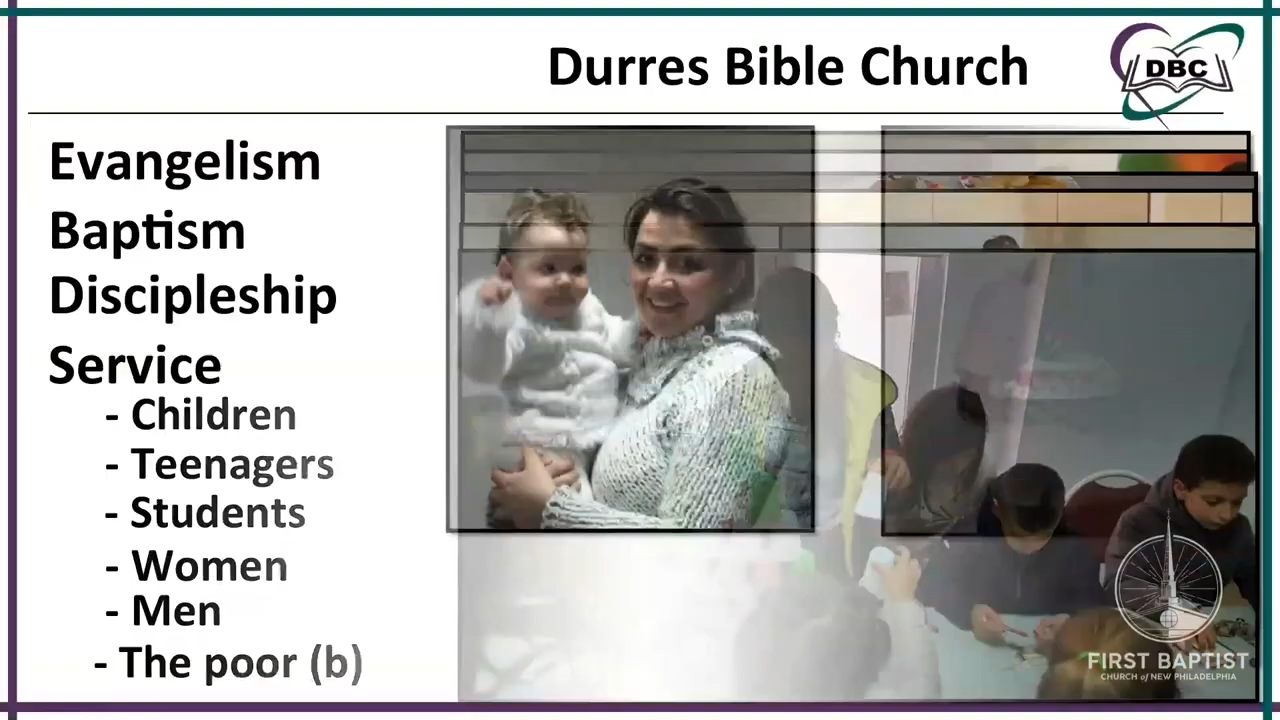 Durres Bible Church
DBC
Evangelism
Baptism
Discipleship
Service
- Children
- Teenagers
- Students
- Women
- Men
- The poor (b)
FIRST BAPTIST
CHURCH of NEW PHILADELPHIA